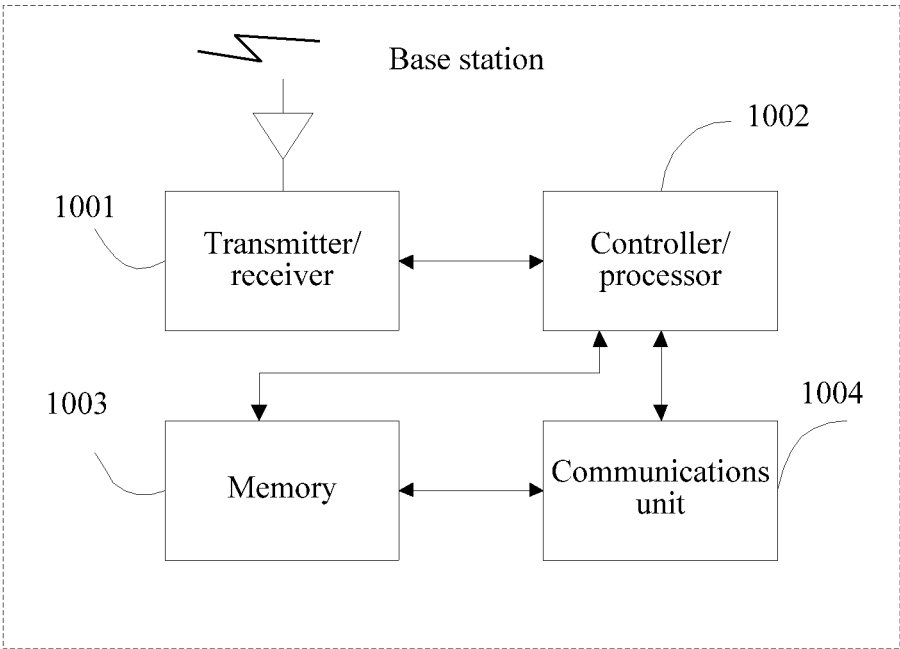 Base station
1002
1001
Transmitter/
receiver
Controller/
processor
1003
1004
Memory
Communications
unit